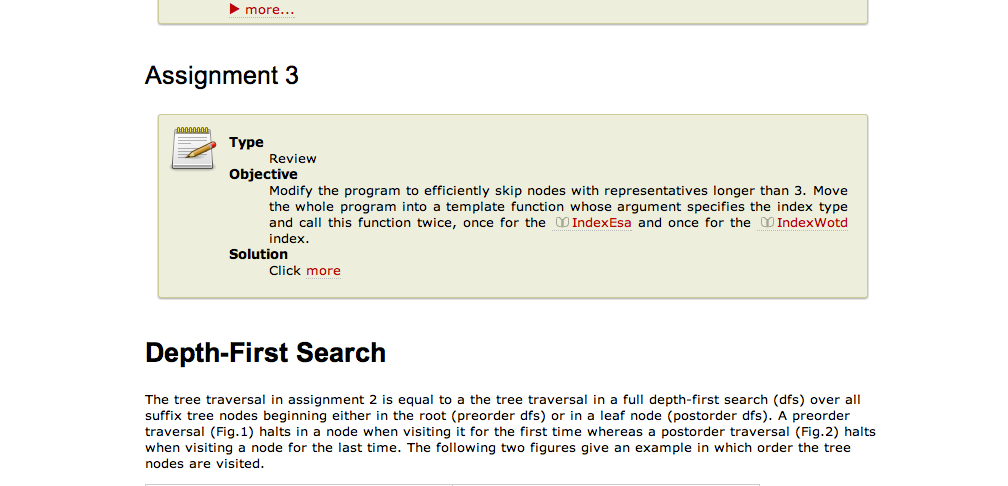 ▶ more...
Assignment 3
Type
Review
Objective
Modify the program to efficiently skip nodes with representatives longer than 3. Move
the whole program into a template function whose argument specifies the index type
and call this function twice, once for the IndexEsa and once for the IndexWotd
index.
Solution
Click more
Depth-First Search
The tree traversal in assignment 2 is equal to a the tree traversal in a full depth-first search (dfs) over all
suffix tree nodes beginning either in the root (preorder dfs) or in a leaf node (postorder dfs). A preorder
traversal (Fig.1) halts in a node when visiting it for the first time whereas a postorder traversal (Fig.2) halts
when visiting a node for the last time. The following two figures give an example in which order the tree
nodes are visited.